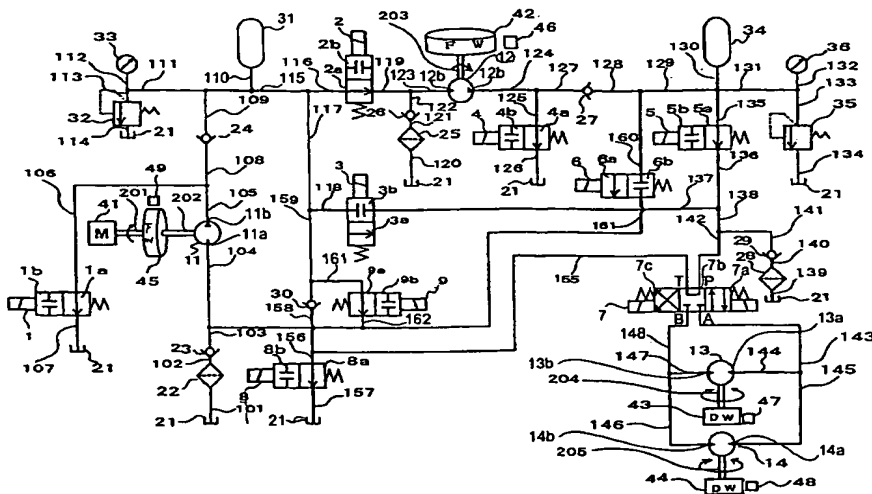 203 42 46
31 2 34
33 2b F W 12 36
112 111 110 115 116 2a 119 123 12b 12b 124 127 128 129 130 131 132
113 109 117 26 122 121 125 27 5b 5a 135 133
32 114 21 24 25 4 4b 4a 5 35
108 120 126 160 136 134
106 49 105 3 21 21 6 6a 6b 137 21
41 201 202 11b 118 3b 138
M 11a 159 3a 161 142 141
45 11 104 29 140
1b 1a 161 9a 9b 9 165 28 139
1 30 158 162 7c T P 7b 7a 21
103 156 7 B A
107 21 23 102 8b 8a 148 13 13a
22 8 147 13b 144 143
21 101 21 157 204 145
43 DW 47
146 14b 14a
205 14
44 DW 48